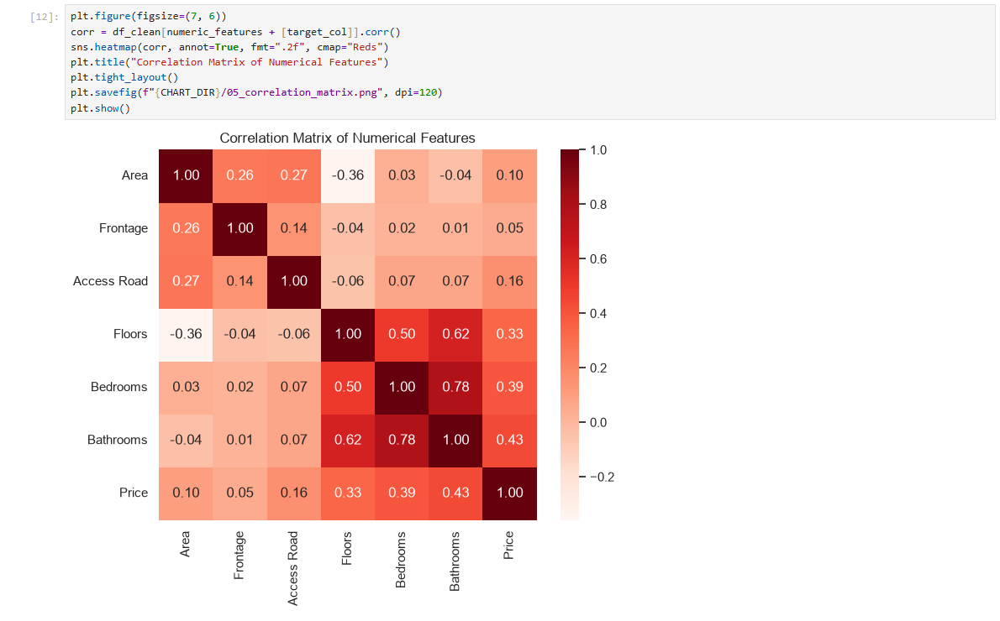 [12]:
plt.figure(figsize=(7, 6))
corr = df_clean[numeric_features + [target_col]].corr()
sns.heatmap(corr, annot=True, fmt=".2f", cmap="Reds")
plt.title("Correlation Matrix of Numerical Features")
plt.tight_layout()
plt.savefig(f"{CHART_DIR}/05_correlation_matrix.png", dpi=120)
plt.show()
Correlation Matrix of Numerical Features
Area 1.00 0.26 0.27 -0.36 0.03 -0.04 0.10
Frontage 0.26 1.00 0.14 -0.04 0.02 0.01 0.05
Access Road 0.27 0.14 1.00 -0.06 0.07 0.07 0.16
Floors -0.36 -0.04 -0.06 1.00 0.50 0.62 0.33
Bedrooms 0.03 0.02 0.07 0.50 1.00 0.78 0.39
Bathrooms -0.04 0.01 0.07 0.62 0.78 1.00 0.43
Price 0.10 0.05 0.16 0.33 0.39 0.43 1.00
Area
Frontage
Access Road
Floors
Bedrooms
Bathrooms
Price
1.0
0.8
0.6
0.4
0.2
0.0
−0.2